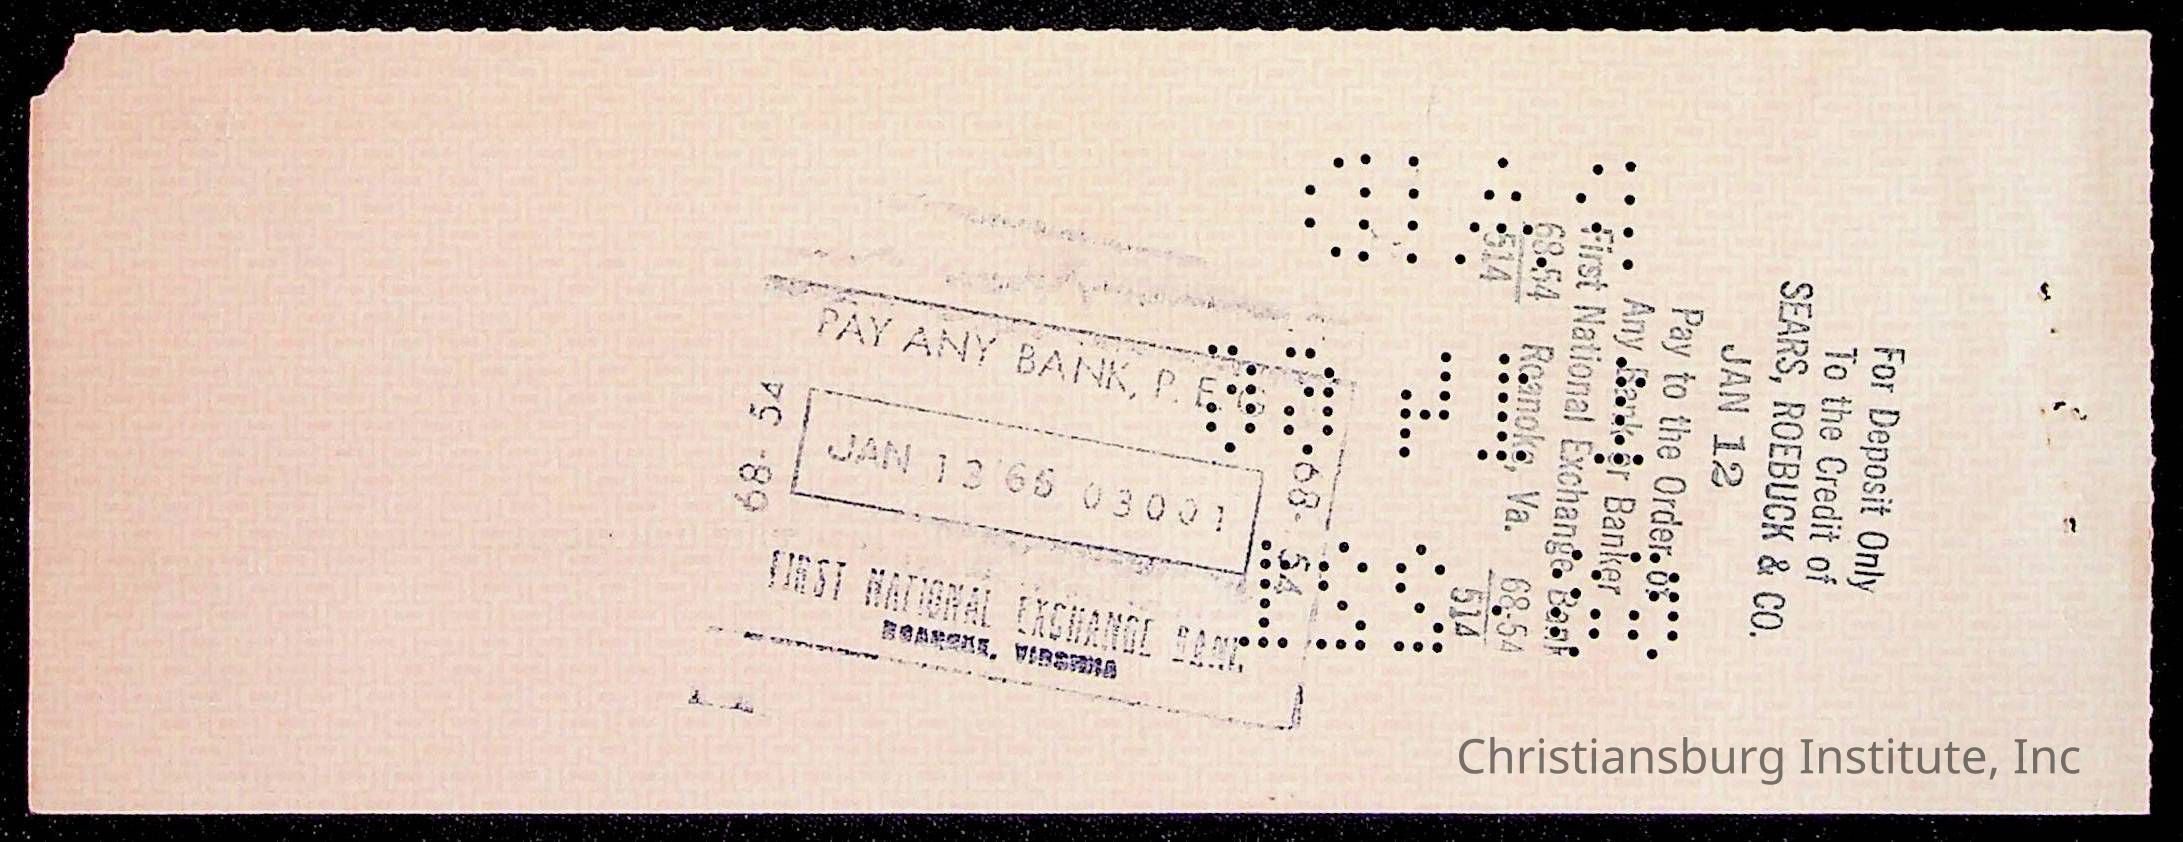 For Deposit Only
To the Credit of
SEARS, ROEBUCK & CO.
JAN 12
Pay to the Order of
Any Bank or Banker
First National Exchange Bank
68-54 Roanoke, Va. 68-54
514 514
PAY ANY BANK, P. E. G.
68-54
JAN 13 '66 03001
68-54
FIRST NATIONAL EXCHANGE BANK
ROANOKE, VIRGINIA
Christiansburg Institute, Inc